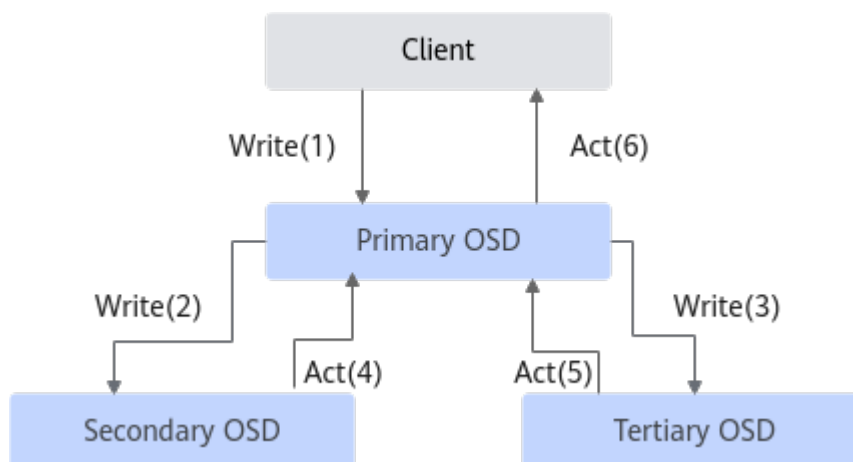 Client
Write(1)
Act(6)
Primary OSD
Write(2)
Write(3)
Act(4)
Act(5)
Secondary OSD
Tertiary OSD